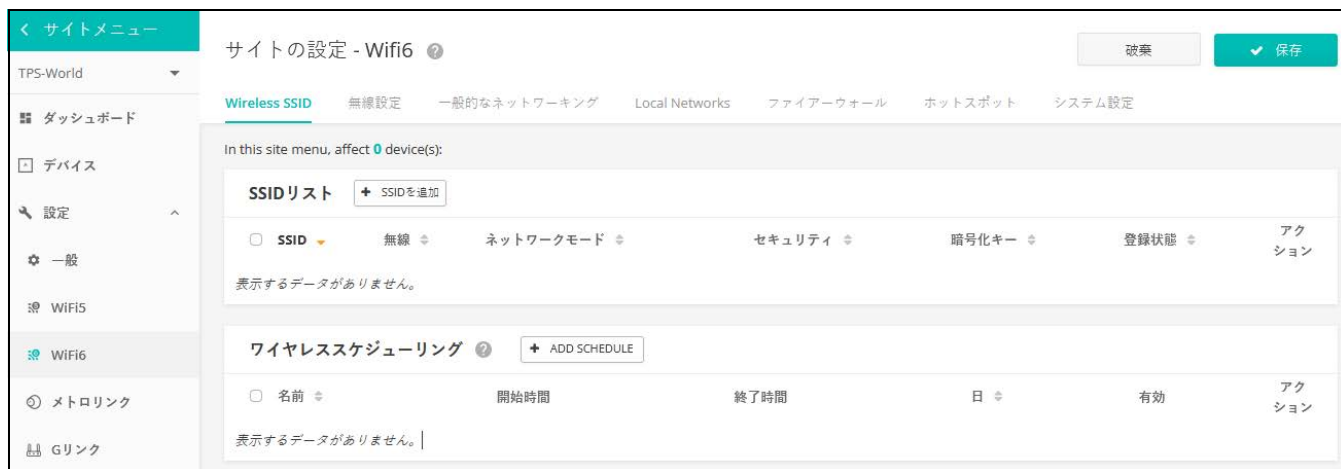 サイトメニュー
TPS-World
ダッシュボード
デバイス
設定
一般
WiFi5
WiFi6
メトロリンク
Gリンク
サイトの設定 - Wifi6
破棄
保存
Wireless SSID 無線設定 一般的なネットワーキング Local Networks ファイアーウォール ホットスポット システム設定
In this site menu, affect 0 device(s):
SSIDリスト + SSIDを追加
SSID 無線 ネットワークモード セキュリティ 暗号化キー 登録状態 アク
ション
表示するデータがありません。
ワイヤレススケジューリング + ADD SCHEDULE
名前 開始時間 終了時間 日 有効 アク
ション
表示するデータがありません。